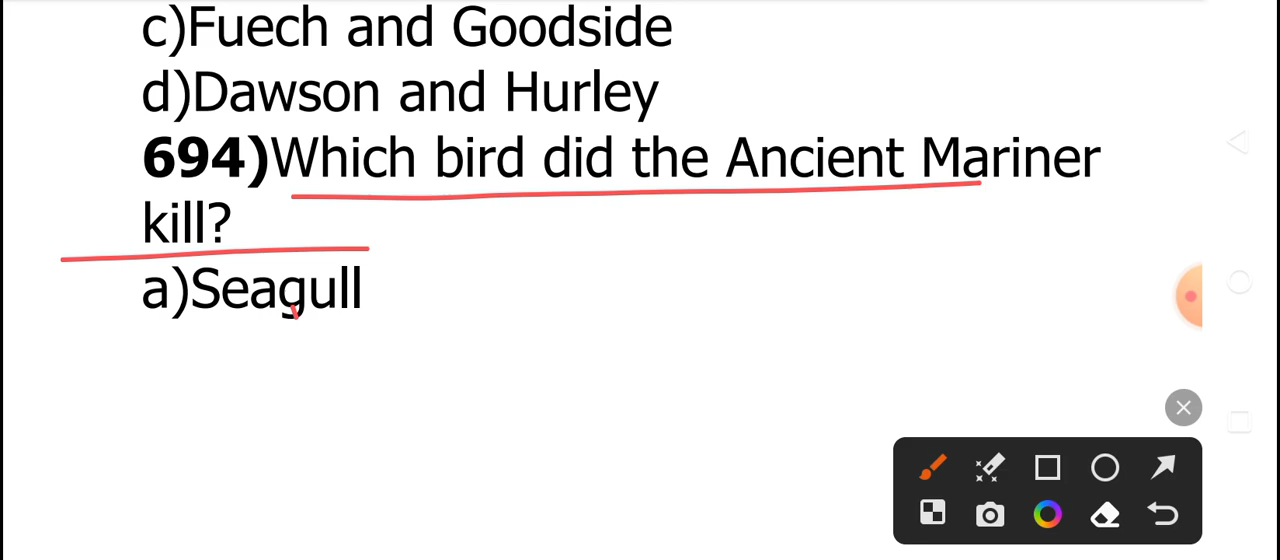 c)Fuech and Goodside
d)Dawson and Hurley
694)Which bird did the Ancient Mariner
kill?
a)Seagull